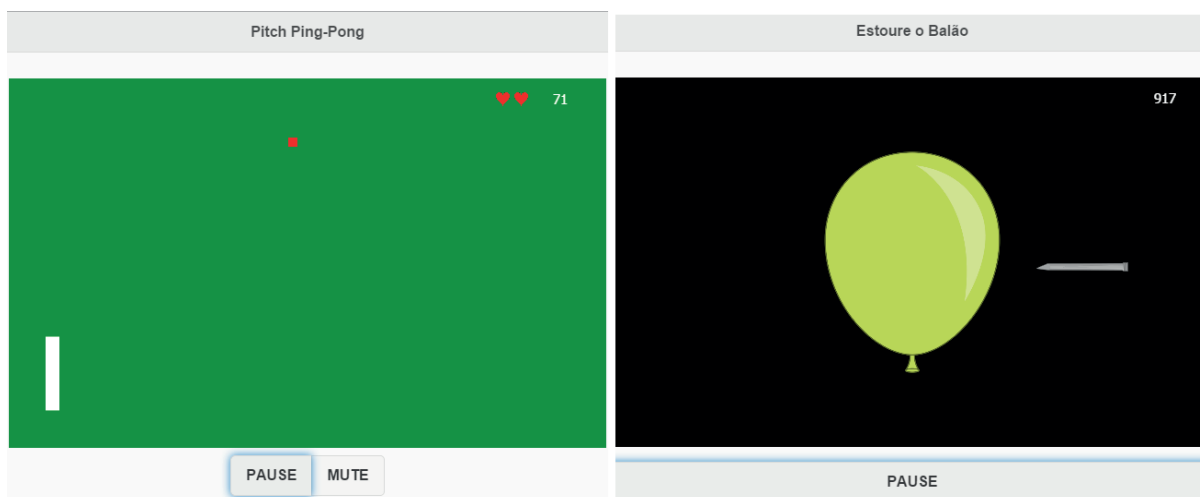 Pitch Ping-Pong
71
PAUSE MUTE
Estoure o Balão
917
PAUSE